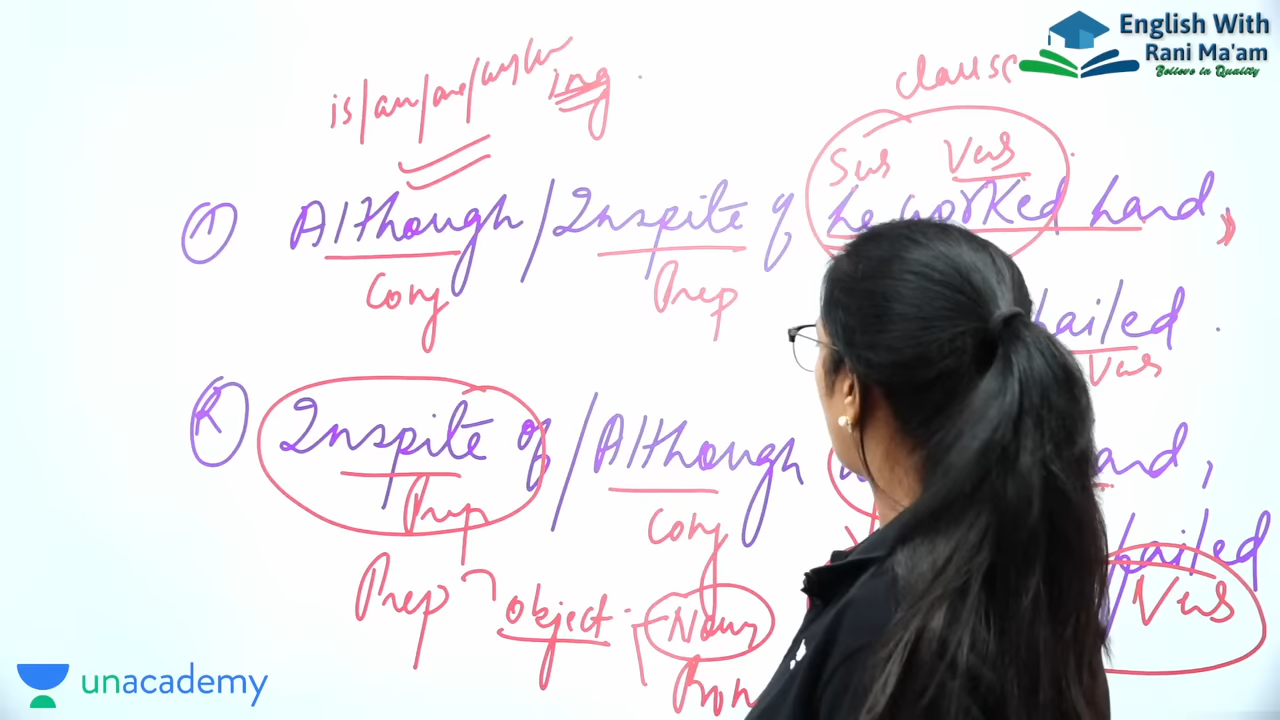 English With
Rani Ma'am
Believe in Quality
clause
is/am/are/was/
ing
Sub Verb
① Although/Inspite of he worked hard,
Conj
Prep
failed.
Verb
② Inspite of/Although
hard,
Prep
Conj
failed
Prep
object
Noun
Pron
Verb
unacademy